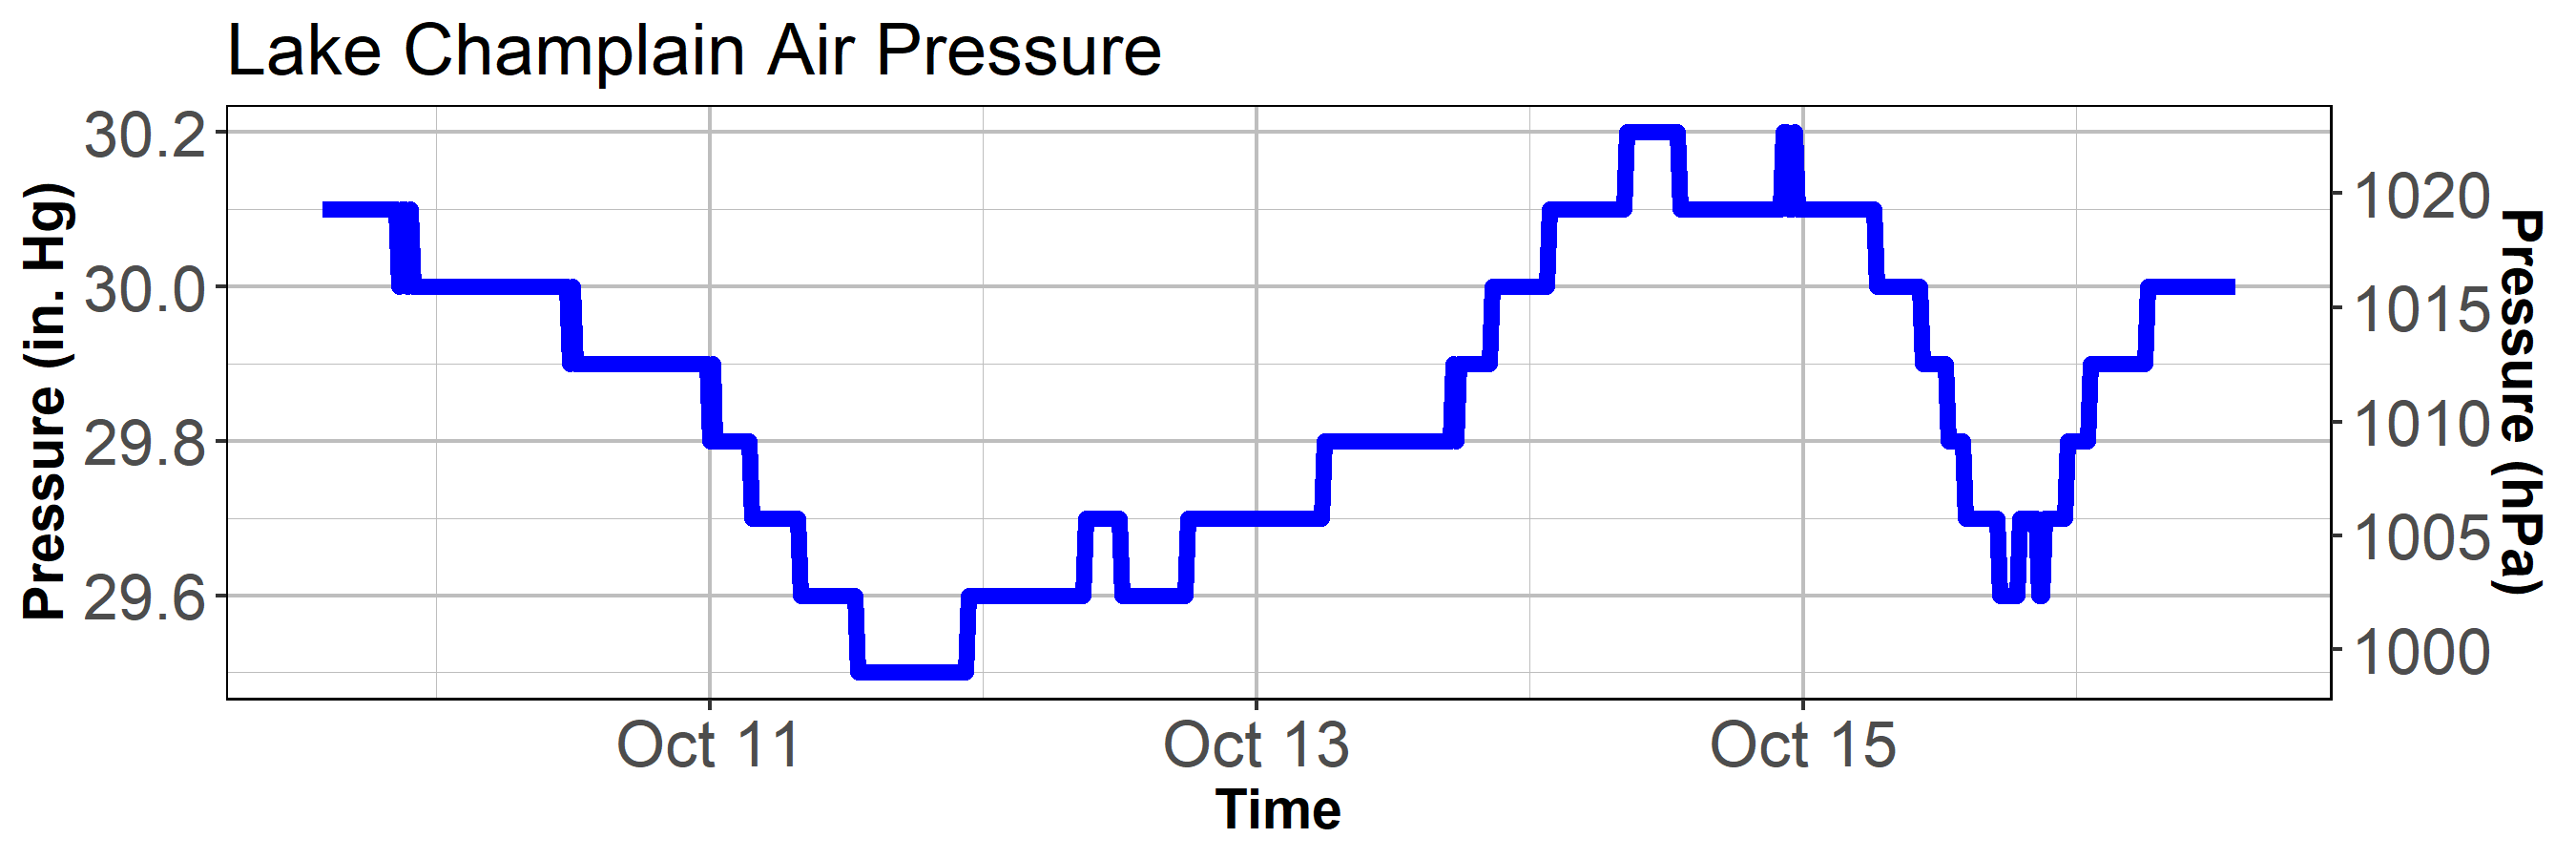 Lake Champlain Air Pressure
Pressure (in. Hg)
30.2
30.0
29.8
29.6
1020
1015
1010
1005
1000
Pressure (hPa)
Oct 11
Oct 13
Oct 15
Time